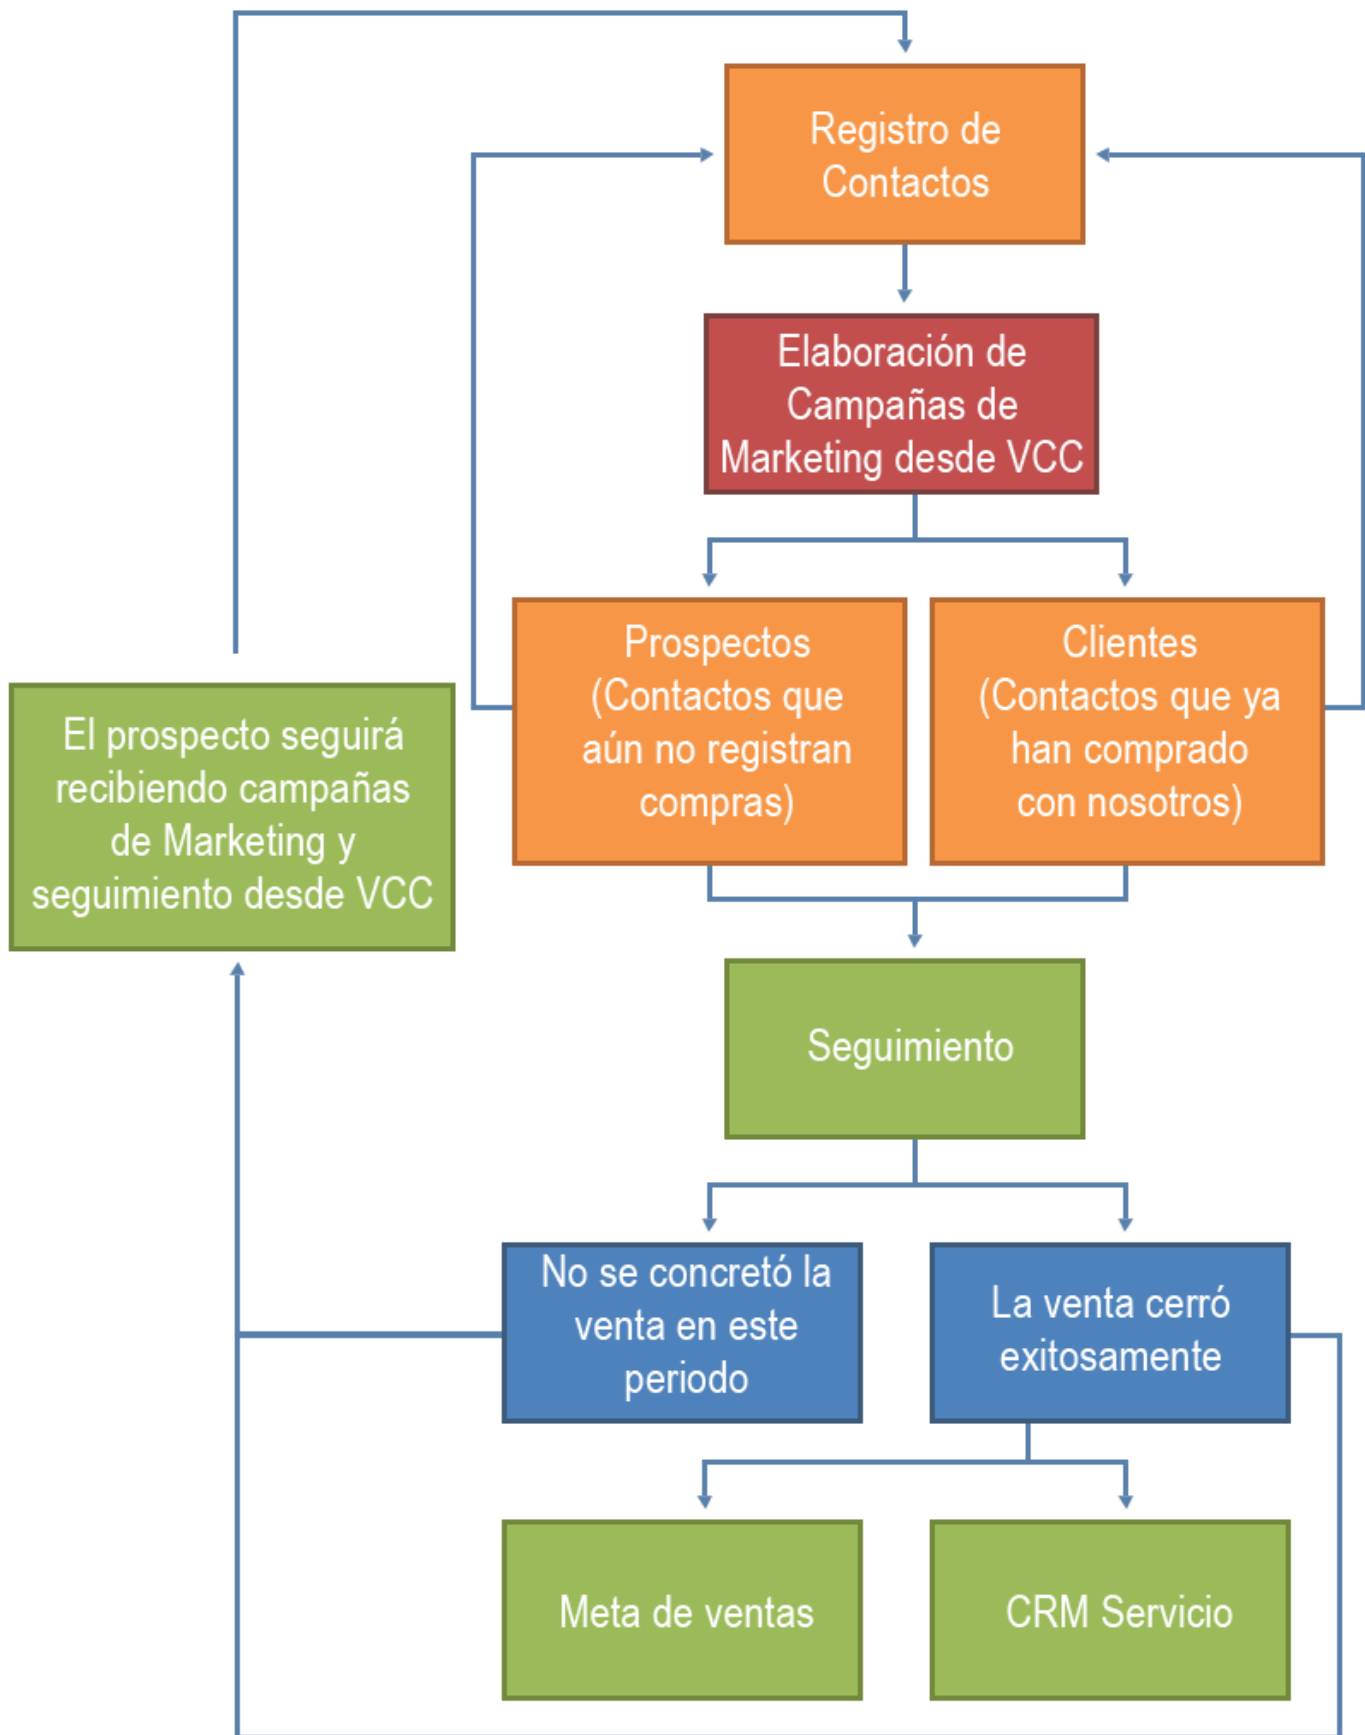 Registro de
Contactos
Elaboración de
Campañas de
Marketing desde VCC
Prospectos
(Contactos que
aún no registran
compras)
Clientes
(Contactos que ya
han comprado
con nosotros)
El prospecto seguirá
recibiendo campañas
de Marketing y
seguimiento desde VCC
Seguimiento
No se concretó la
venta en este
periodo
La venta cerró
exitosamente
Meta de ventas
CRM Servicio